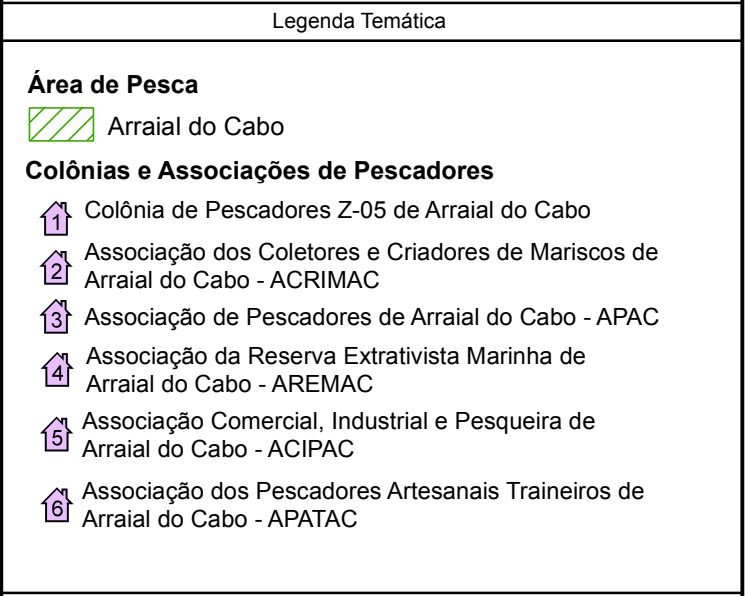 Legenda Temática
Área de Pesca
Arraial do Cabo
Colônias e Associações de Pescadores
1 Colônia de Pescadores Z-05 de Arraial do Cabo
2 Associação dos Coletores e Criadores de Mariscos de
Arraial do Cabo - ACRIMAC
3 Associação de Pescadores de Arraial do Cabo - APAC
4 Associação da Reserva Extrativista Marinha de
Arraial do Cabo - AREMAC
5 Associação Comercial, Industrial e Pesqueira de
Arraial do Cabo - ACIPAC
6 Associação dos Pescadores Artesanais Traineiros de
Arraial do Cabo - APATAC